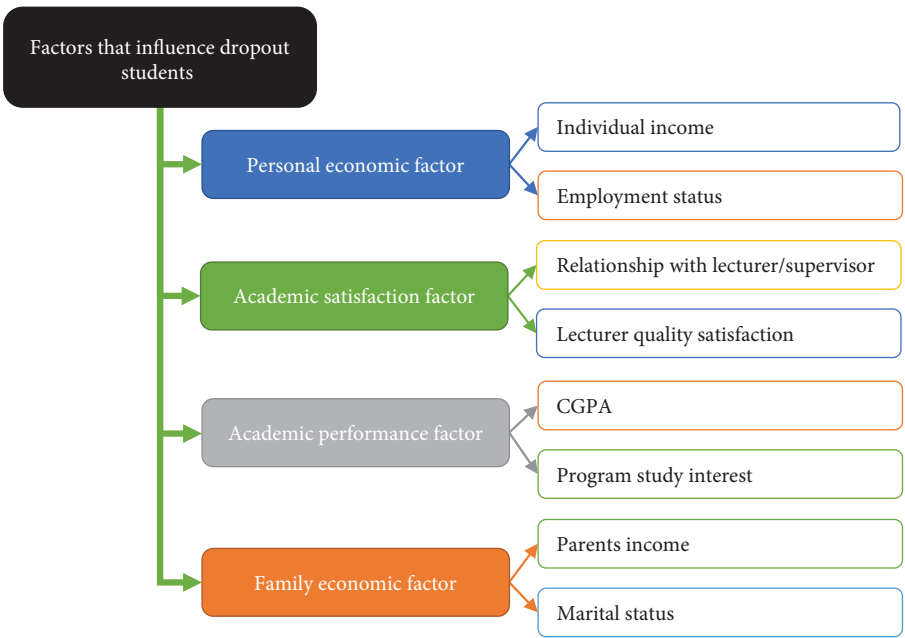 Factors that influence dropout
students
Personal economic factor
Individual income
Employment status
Academic satisfaction factor
Relationship with lecturer/supervisor
Lecturer quality satisfaction
Academic performance factor
CGPA
Program study interest
Family economic factor
Parents income
Marital status